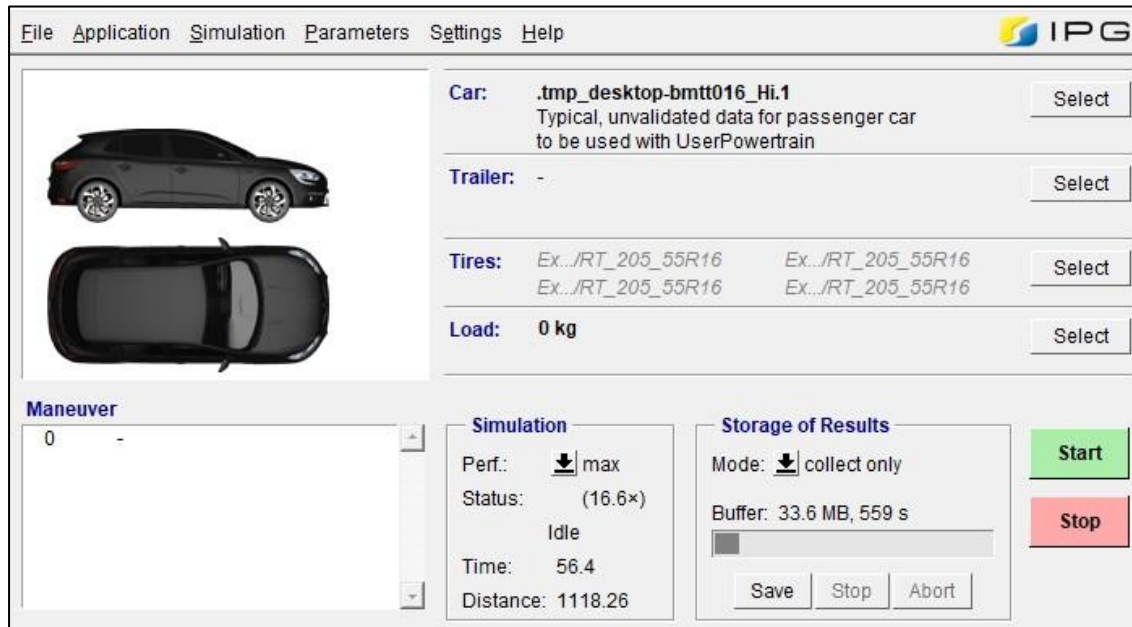 File Application Simulation Parameters Settings Help
IPG
Car: .tmp_desktop-bmtt016_Hi.1
Typical, unvalidated data for passenger car
to be used with UserPowertrain
Select
Trailer: -
Select
Tires: Ex.../RT_205_55R16 Ex.../RT_205_55R16
Ex.../RT_205_55R16 Ex.../RT_205_55R16
Select
Load: 0 kg
Select
Maneuver
0 -
Simulation
Perf.: max
Status: (16.6×)
Idle
Time: 56.4
Distance: 1118.26
Storage of Results
Mode: collect only
Buffer: 33.6 MB, 559 s
Save Stop Abort
Start
Stop